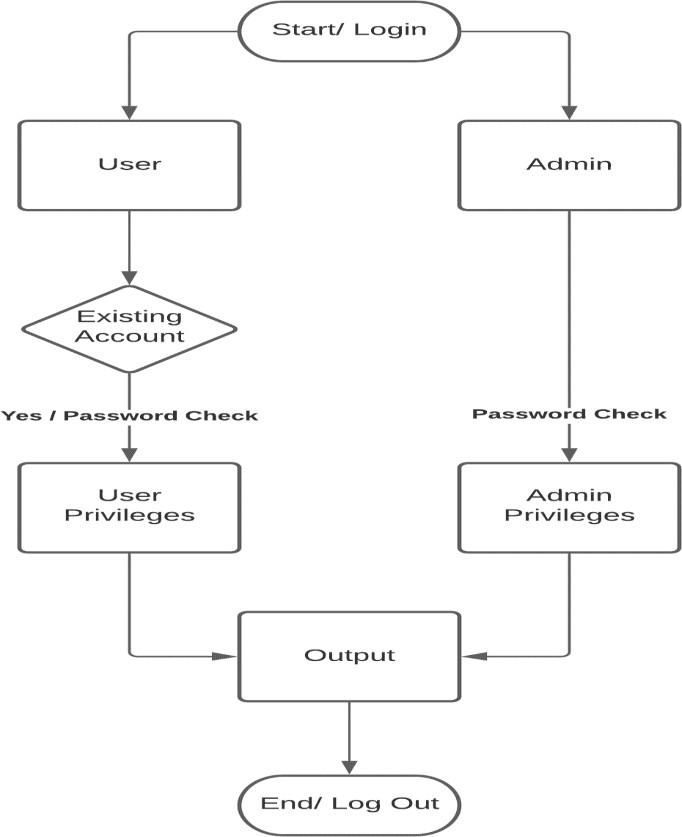 Start/ Login
User
Admin
Existing
Account
Yes / Password Check
Password Check
User
Privileges
Admin
Privileges
Output
End/ Log Out